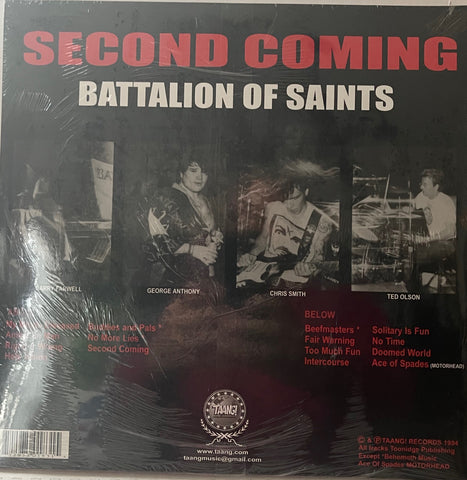 SECOND COMING
BATTALION OF SAINTS
GEORGE ANTHONY
CHRIS SMITH
TED OLSON
and Pals *
No More Lies
Second Coming
BELOW
Beefmasters * Solitary Is Fun
Fair Warning No Time
Too Much Fun Doomed World
Intercourse Ace of Spades (MOTORHEAD)
TAANG!
www.taang.com
taangmusic@gmail.com
© & Ⓟ TAANG! RECORDS 1994
All tracks Toonidge Publishing
Except *Behemoth Music
Ace Of Spades MOTORHEAD